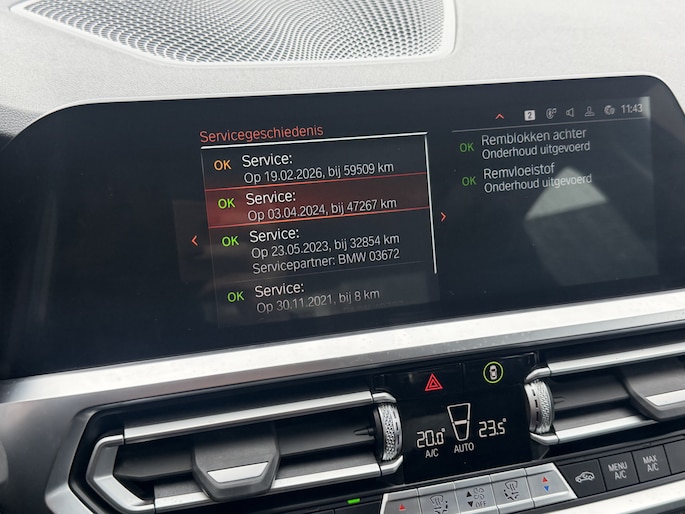 2 11:43
Servicegeschiedenis
OK Service:
Op 19.02.2026, bij 59509 km
OK Service:
Op 03.04.2024, bij 47267 km
OK Service:
Op 23.05.2023, bij 32854 km
Servicepartner: BMW 03672
OK Service:
Op 30.11.2021, bij 8 km
OK Remblokken achter
Onderhoud uitgevoerd
OK Remvloeistof
Onderhoud uitgevoerd
20.0 23.5
A/C AUTO
MENU A/C
MAX A/C